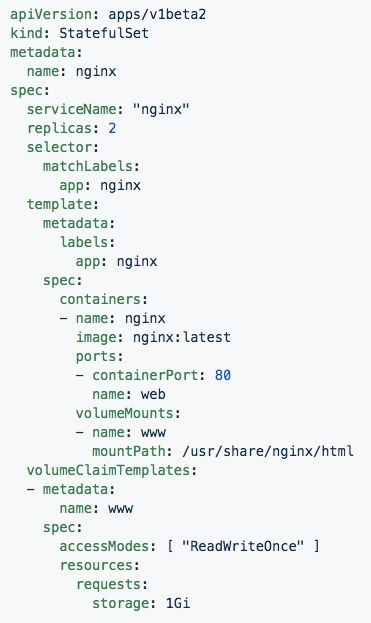 apiVersion: apps/v1beta2
kind: StatefulSet
metadata:
  name: nginx
spec:
  serviceName: "nginx"
  replicas: 2
  selector:
    matchLabels:
      app: nginx
  template:
    metadata:
      labels:
        app: nginx
    spec:
      containers:
      - name: nginx
        image: nginx:latest
        ports:
        - containerPort: 80
          name: web
        volumeMounts:
        - name: www
          mountPath: /usr/share/nginx/html
  volumeClaimTemplates:
  - metadata:
      name: www
    spec:
      accessModes: [ "ReadWriteOnce" ]
      resources:
        requests:
          storage: 1Gi